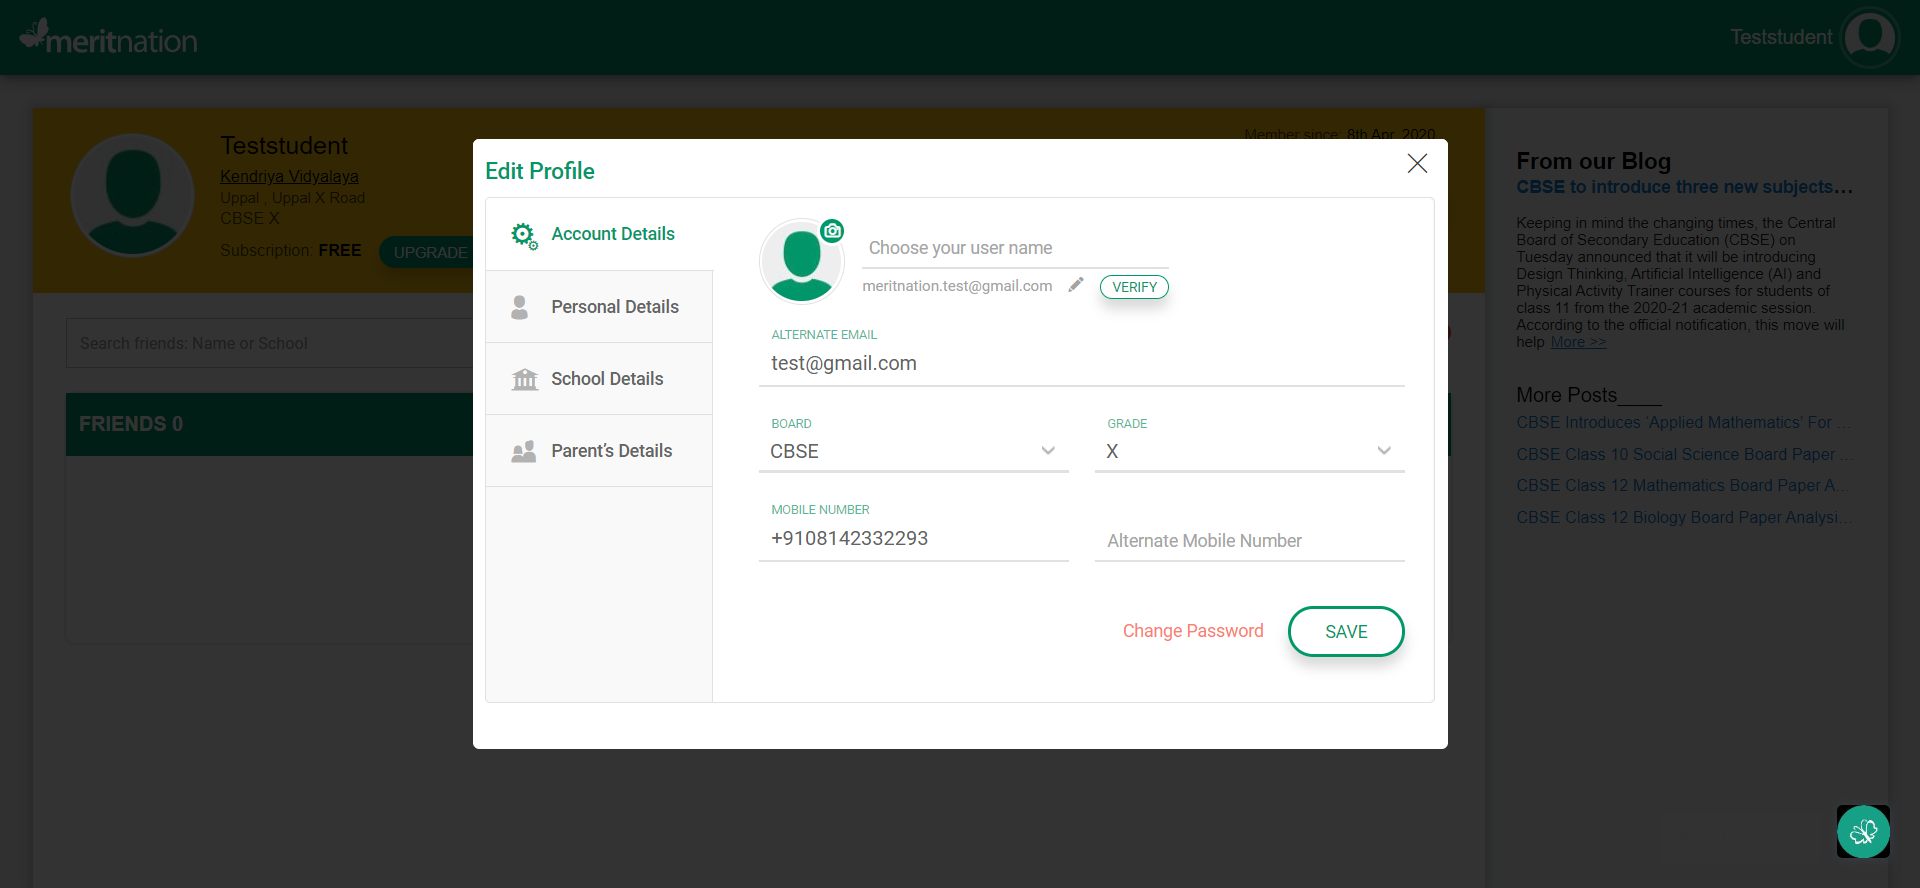 meritnation
Teststudent
Teststudent
Kendriya Vidyalaya
Uppal , Uppal X Road
CBSE X
Subscription: FREE
UPGRADE
Member since: 8th Apr, 2020
Search friends: Name or School
FRIENDS 0
Edit Profile
Account Details
Personal Details
School Details
Parent’s Details
Choose your user name
meritnation.test@gmail.com
VERIFY
ALTERNATE EMAIL
test@gmail.com
BOARD
CBSE
GRADE
X
MOBILE NUMBER
+9108142332293
Alternate Mobile Number
Change Password
SAVE
From our Blog
CBSE to introduce three new subjects...
Keeping in mind the changing times, the Central
Board of Secondary Education (CBSE) on
Tuesday announced that it will be introducing
Design Thinking, Artificial Intelligence (AI) and
Physical Activity Trainer courses for students of
class 11 from the 2020-21 academic session.
According to the official notification, this move will
help More >>
More Posts____
CBSE Introduces ‘Applied Mathematics’ For ...
CBSE Class 10 Social Science Board Paper ...
CBSE Class 12 Mathematics Board Paper A...
CBSE Class 12 Biology Board Paper Analysi...